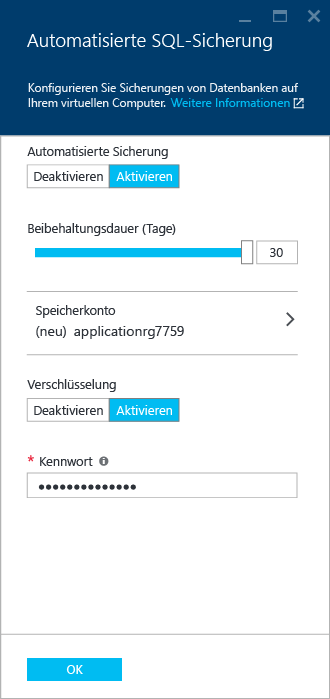 Automatisierte SQL-Sicherung
Konfigurieren Sie Sicherungen von Datenbanken auf
Ihrem virtuellen Computer. Weitere Informationen
Automatisierte Sicherung
Deaktivieren Aktivieren
Beibehaltungsdauer (Tage)
30
Speicherkonto
(neu) applicationrg7759
Verschlüsselung
Deaktivieren Aktivieren
* Kennwort
••••••••••••••
OK